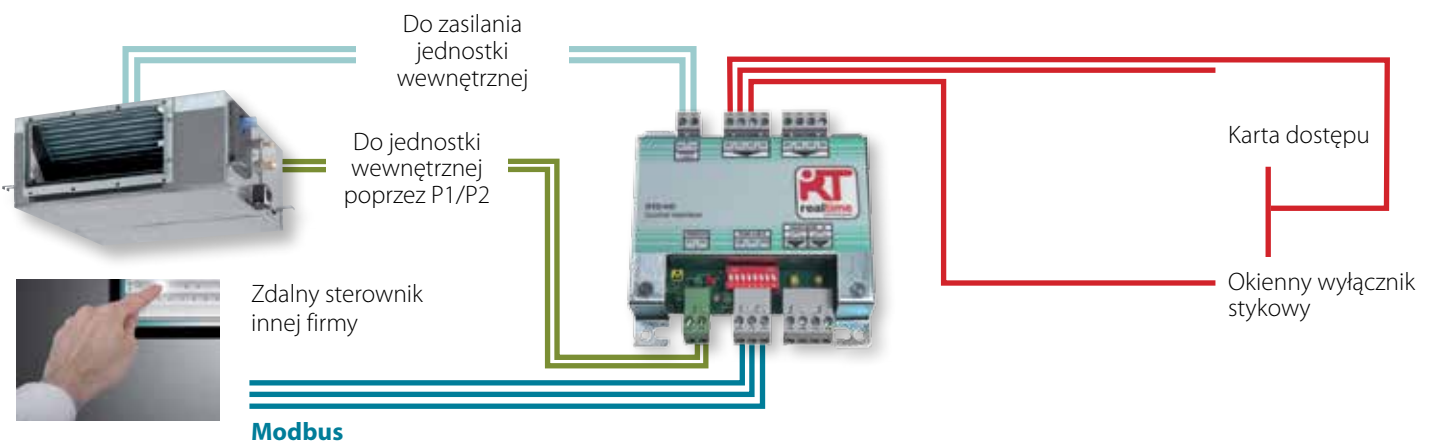 Do zasilania
jednostki
wewnętrznej
Do jednostki
wewnętrznej
poprzez P1/P2
Zdalny sterownik
innej firmy
Modbus
RT
realtime
Karta dostępu
Okienny wyłącznik
stykowy